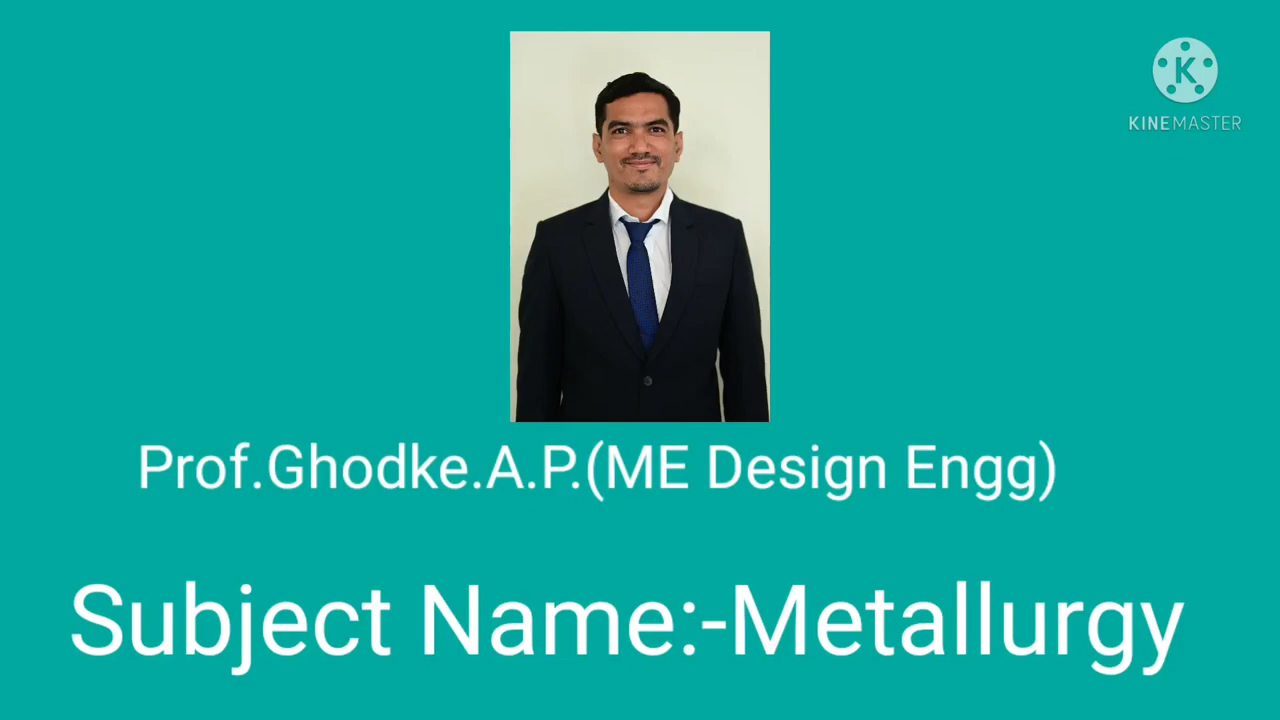 K
KINEMASTER
Prof.Ghodke.A.P.(ME Design Engg)
Subject Name:-Metallurgy